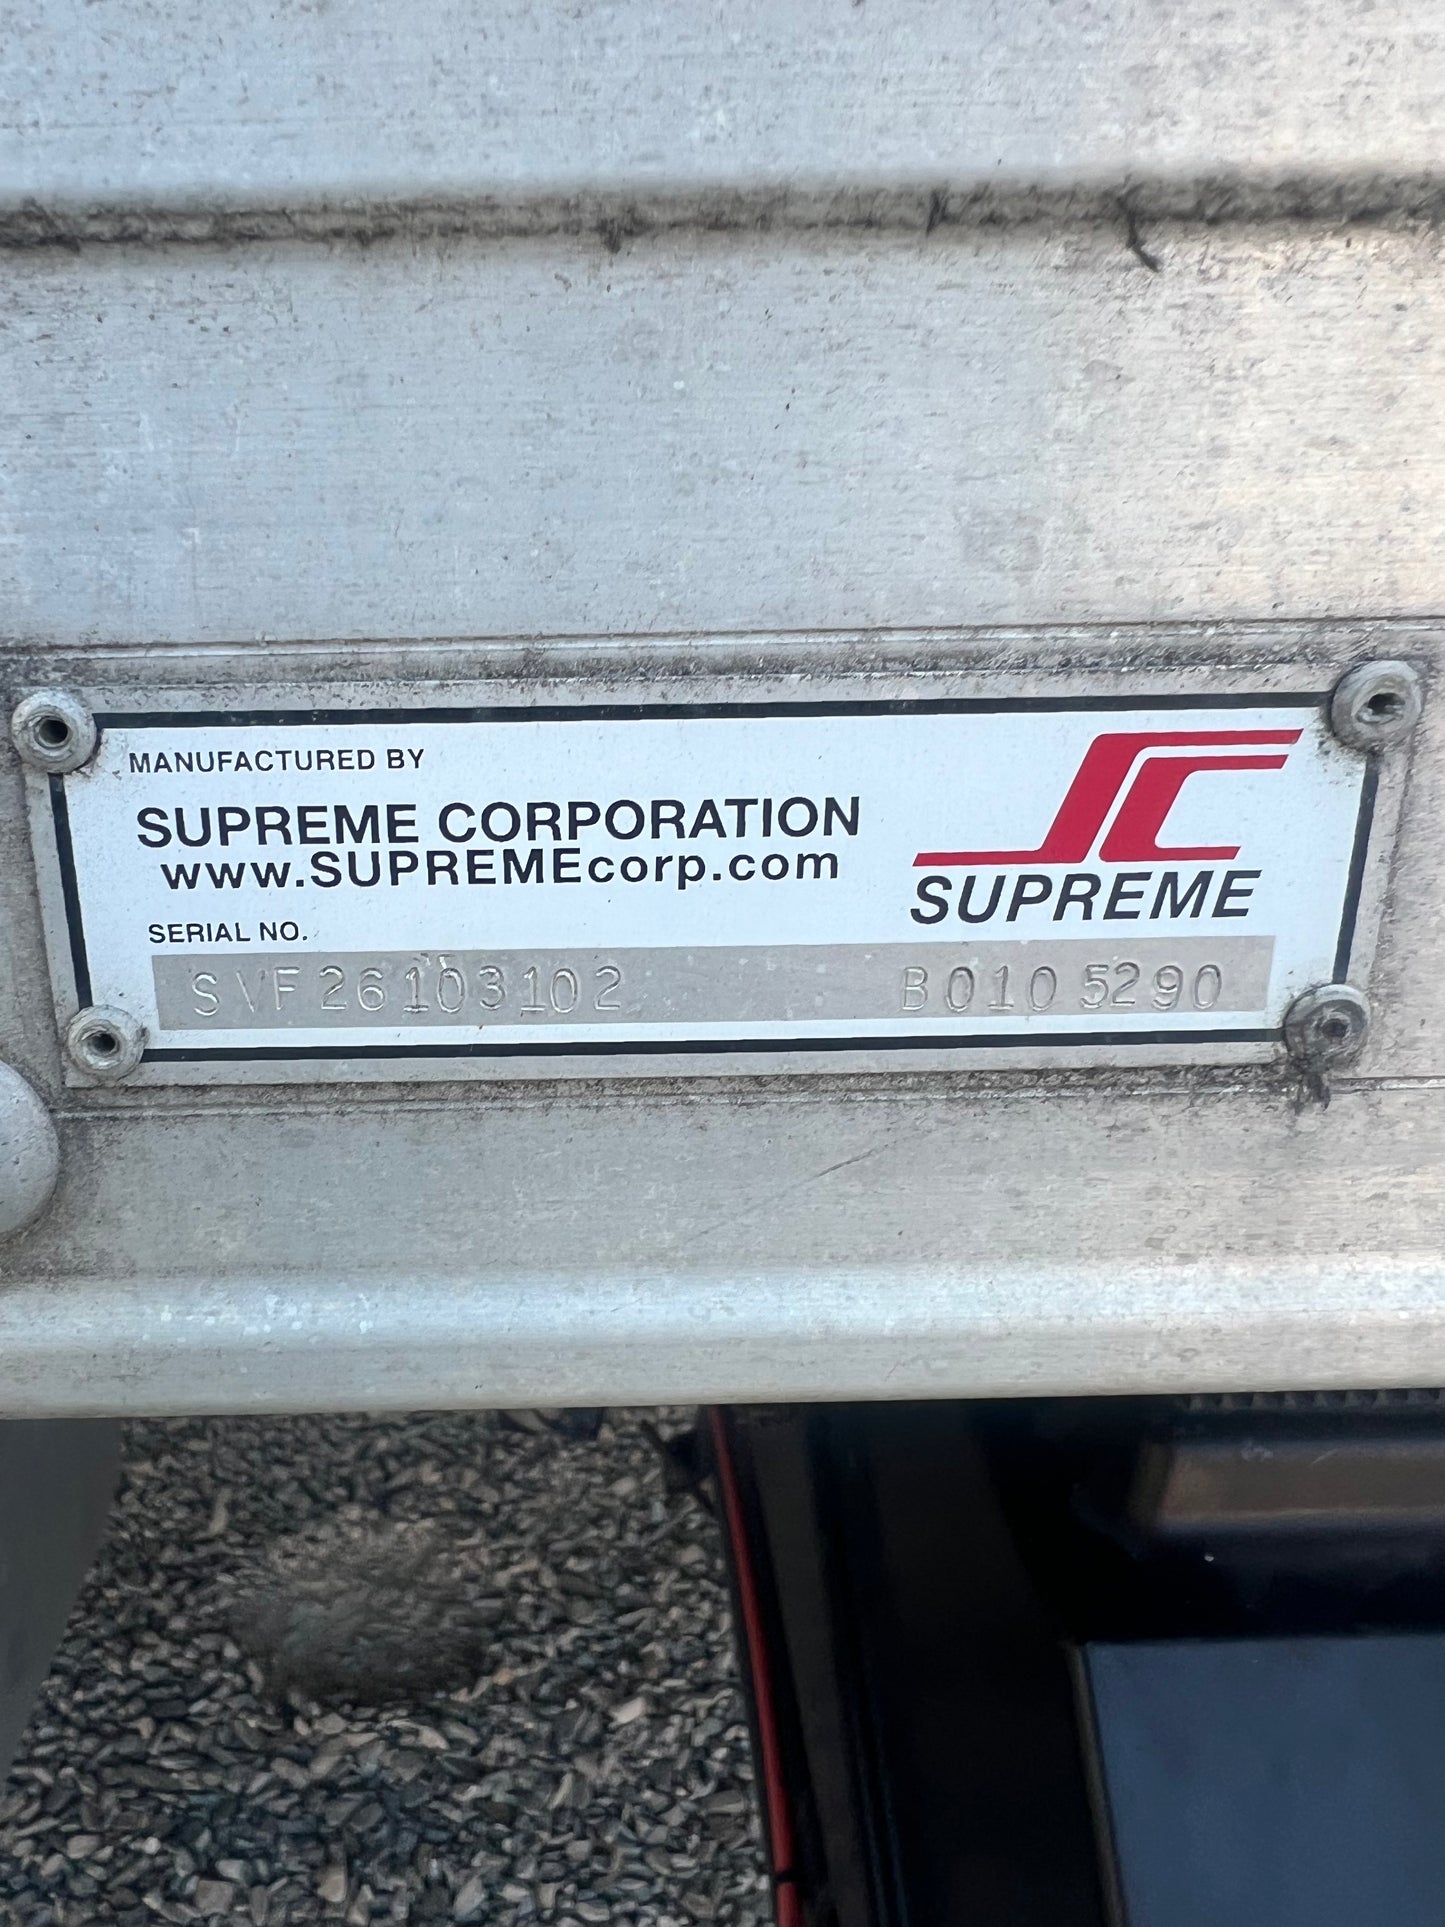 MANUFACTURED BY
SUPREME CORPORATION
www.SUPREMEcorp.com
SUPREME
SERIAL NO.
SVF26103102 B0105290